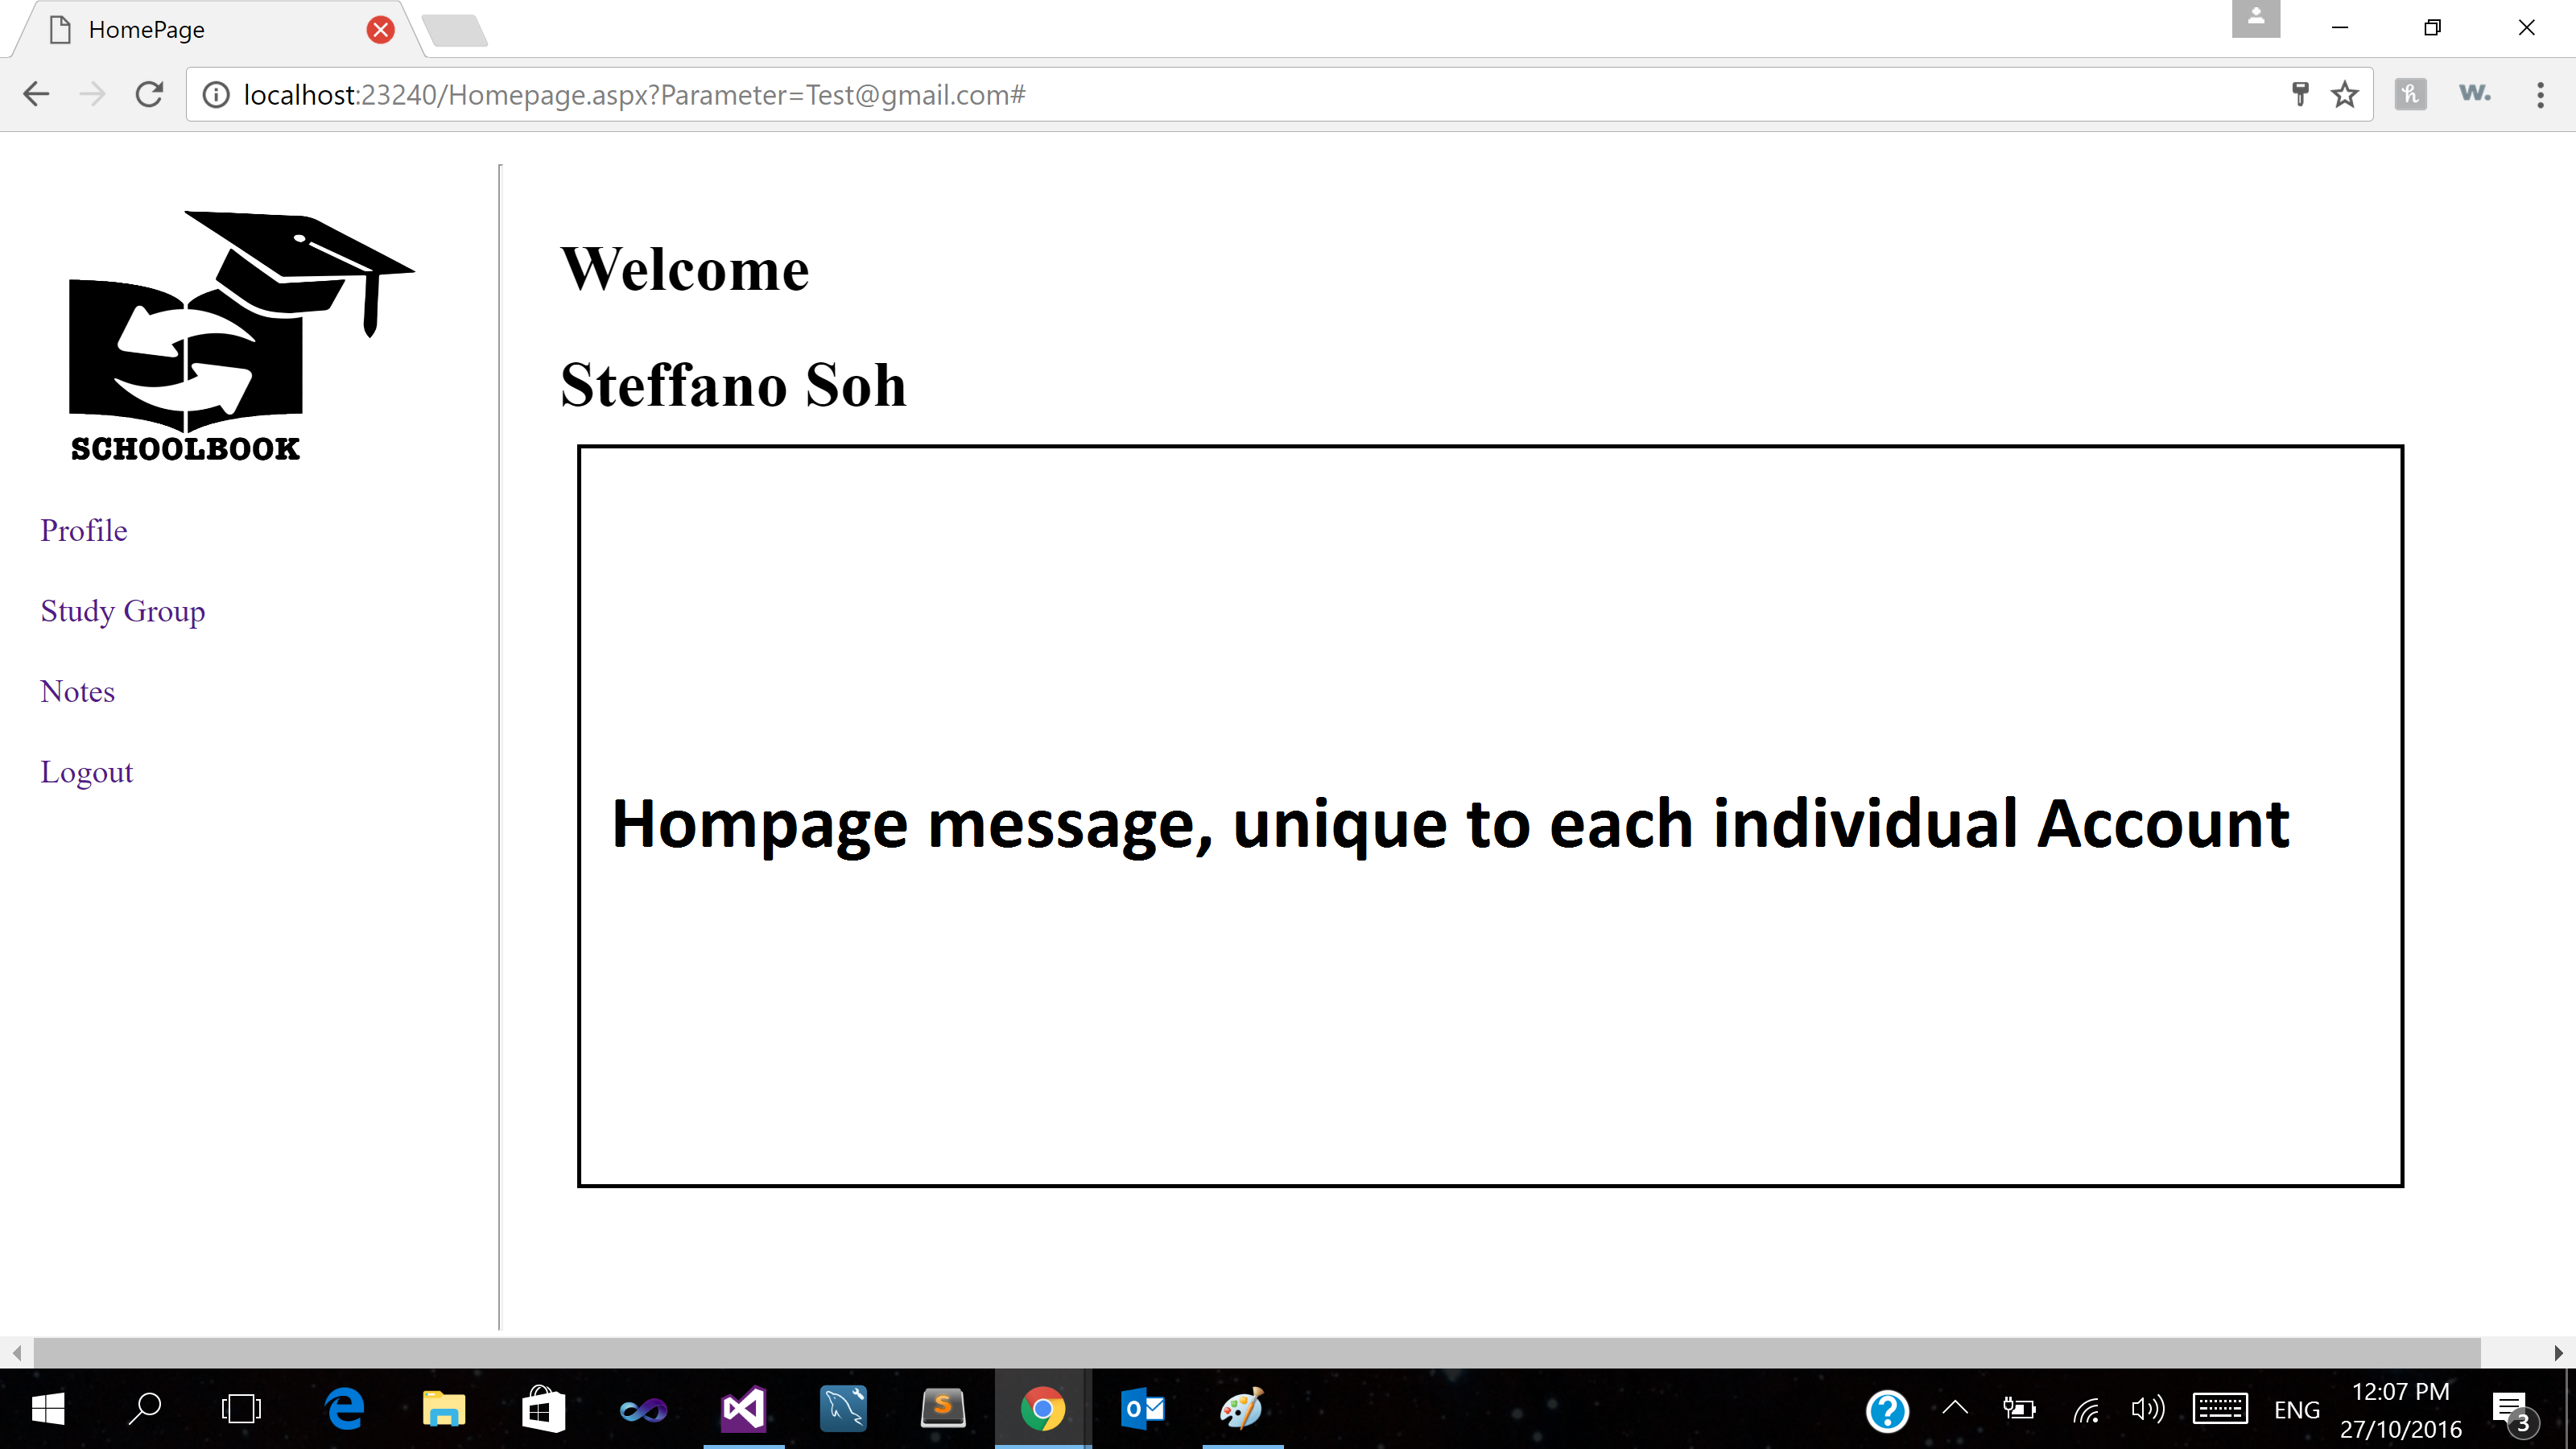 HomePage
localhost:23240/Homepage.aspx?Parameter=Test@gmail.com#
h
w.
SCHOOLBOOK
Profile
Study Group
Notes
Logout
Welcome
Steffano Soh
Hompage message, unique to each individual Account
ENG
12:07 PM
27/10/2016
3